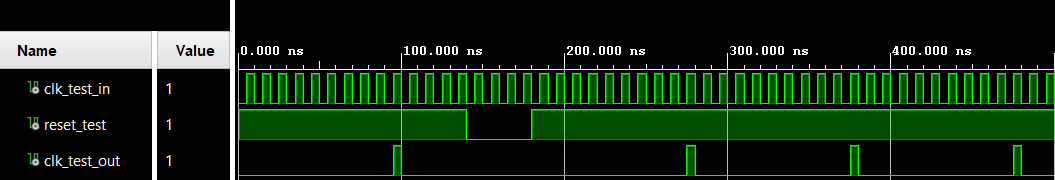 Name Value
0.000 ns 100.000 ns 200.000 ns 300.000 ns 400.000 ns
clk_test_in 1
reset_test 1
clk_test_out 1